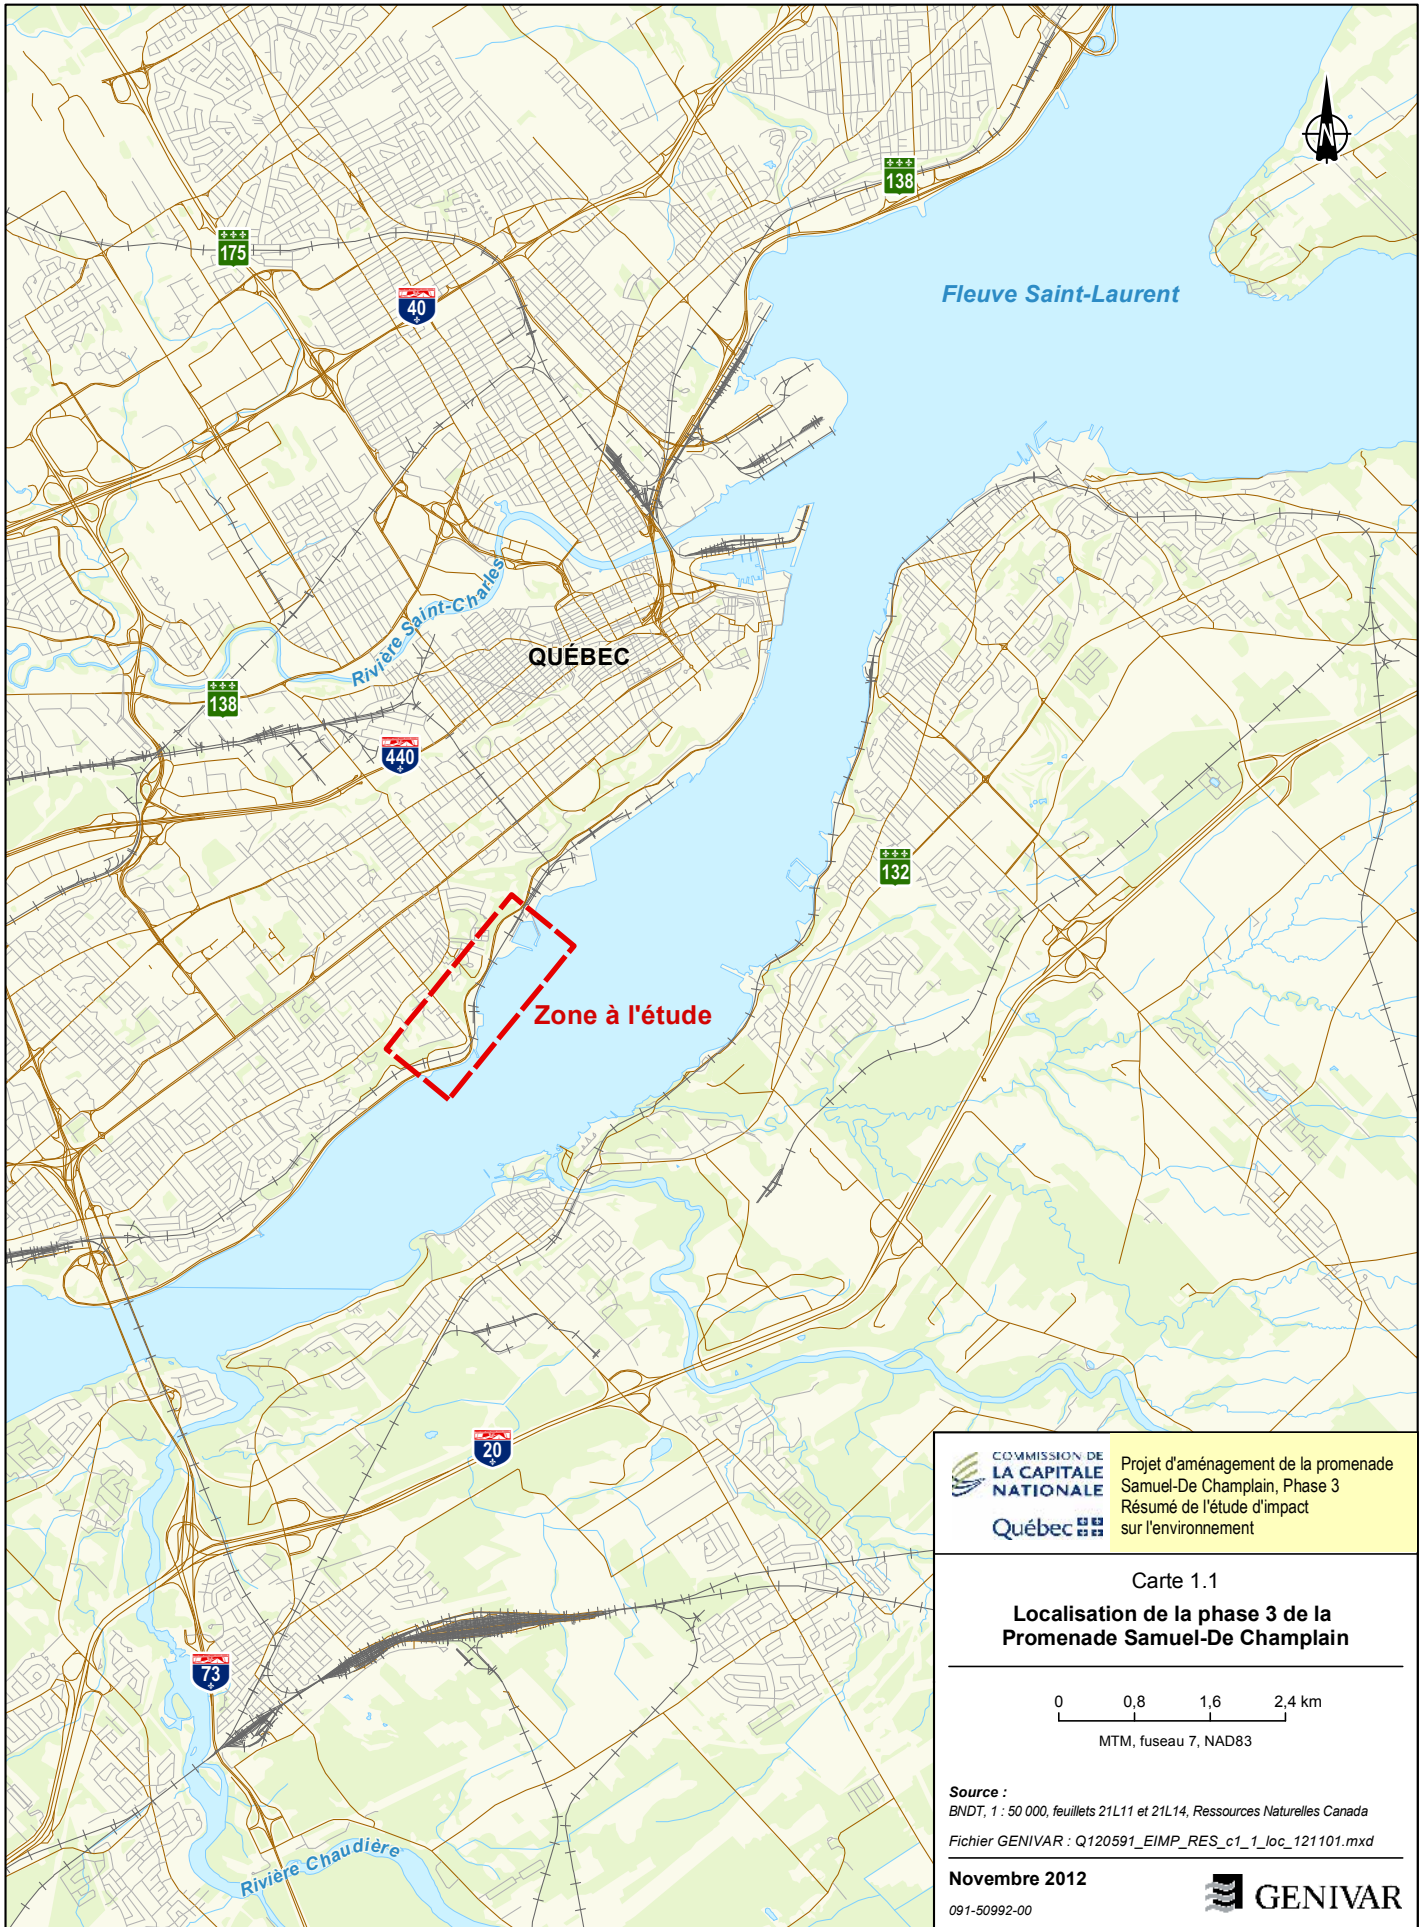 138
175
40
Fleuve Saint-Laurent
N
Rivière Saint-Charles
QUÉBEC
138
440
132
Zone à l'étude
20
73
Rivière Chaudière
COMMISSION DE
LA CAPITALE
NATIONALE
Québec
Projet d'aménagement de la promenade
Samuel-De Champlain, Phase 3
Résumé de l'étude d'impact
sur l'environnement
Carte 1.1
Localisation de la phase 3 de la
Promenade Samuel-De Champlain
0 0,8 1,6 2,4 km
MTM, fuseau 7, NAD83
Source :
BNDT, 1 : 50 000, feuillets 21L11 et 21L14, Ressources Naturelles Canada
Fichier GENIVAR : Q120591_EIMP_RES_c1_1_loc_121101.mxd
Novembre 2012
091-50992-00
GENIVAR